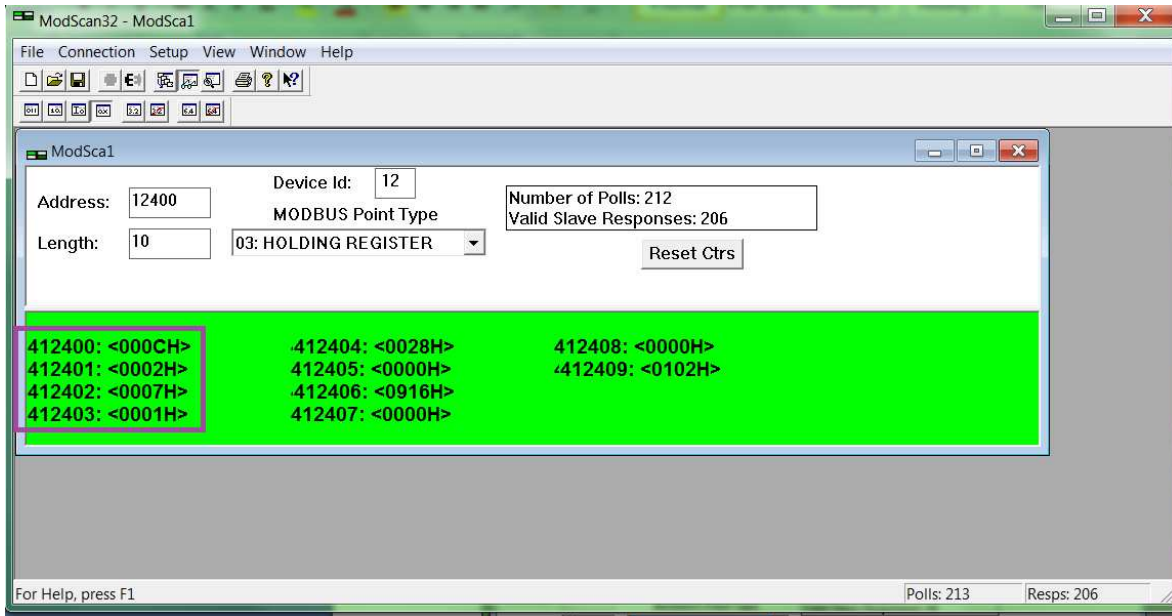 ModScan32 - ModSca1
File Connection Setup View Window Help
ModSca1
Address: 12400
Device Id: 12
MODBUS Point Type
Length: 10
03: HOLDING REGISTER
Number of Polls: 212
Valid Slave Responses: 206
Reset Ctrs
412400: <000CH> 412404: <0028H> 412408: <0000H>
412401: <0002H> 412405: <0000H> 412409: <0102H>
412402: <0007H> 412406: <0916H>
412403: <0001H> 412407: <0000H>
For Help, press F1 Polls: 213 Resps: 206